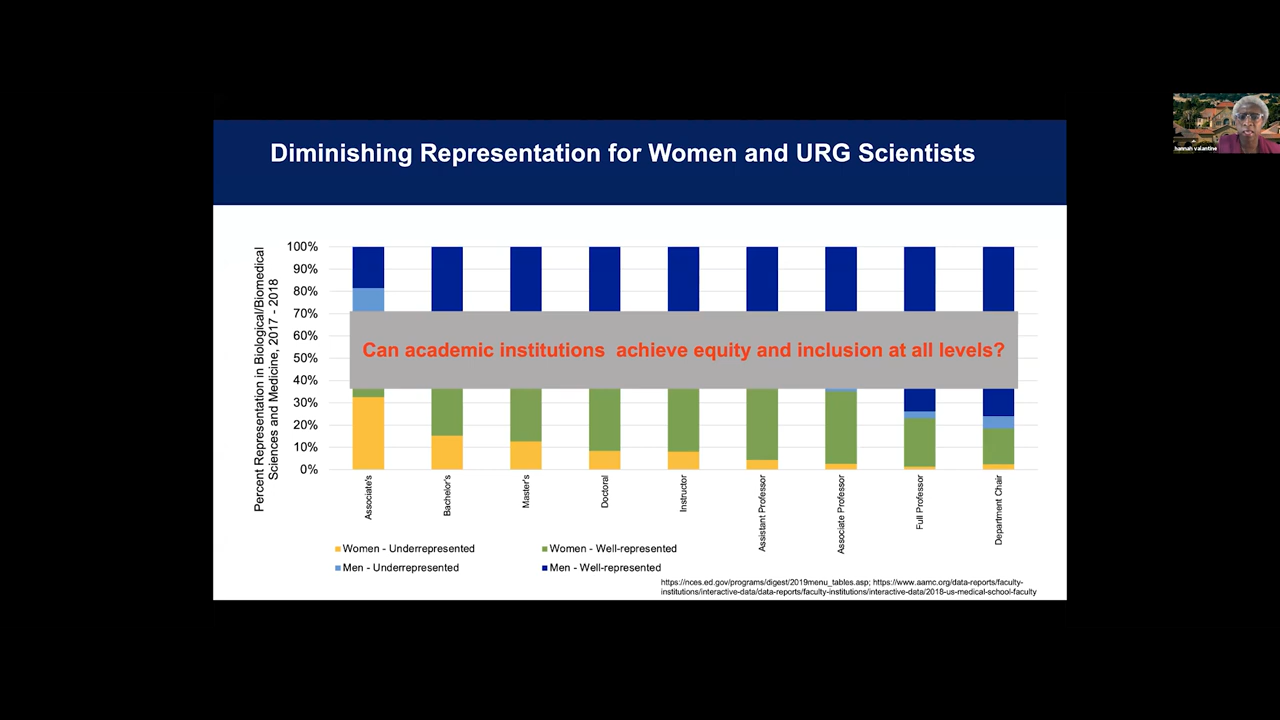 Diminishing Representation for Women and URG Scientists
hannah valantine
Percent Representation in Biological/Biomedical
Sciences and Medicine, 2017 - 2018
100%
90%
80%
70%
60%
50%
40%
30%
20%
10%
0%
Can academic institutions achieve equity and inclusion at all levels?
Associate's
Bachelor's
Master's
Doctoral
Instructor
Assistant Professor
Associate Professor
Full Professor
Department Chair
Women - Underrepresented
Women - Well-represented
Men - Underrepresented
Men - Well-represented
https://nces.ed.gov/programs/digest/2019menu_tables.asp; https://www.aamc.org/data-reports/faculty-
institutions/interactive-data/data-reports/faculty-institutions/interactive-data/2018-us-medical-school-faculty